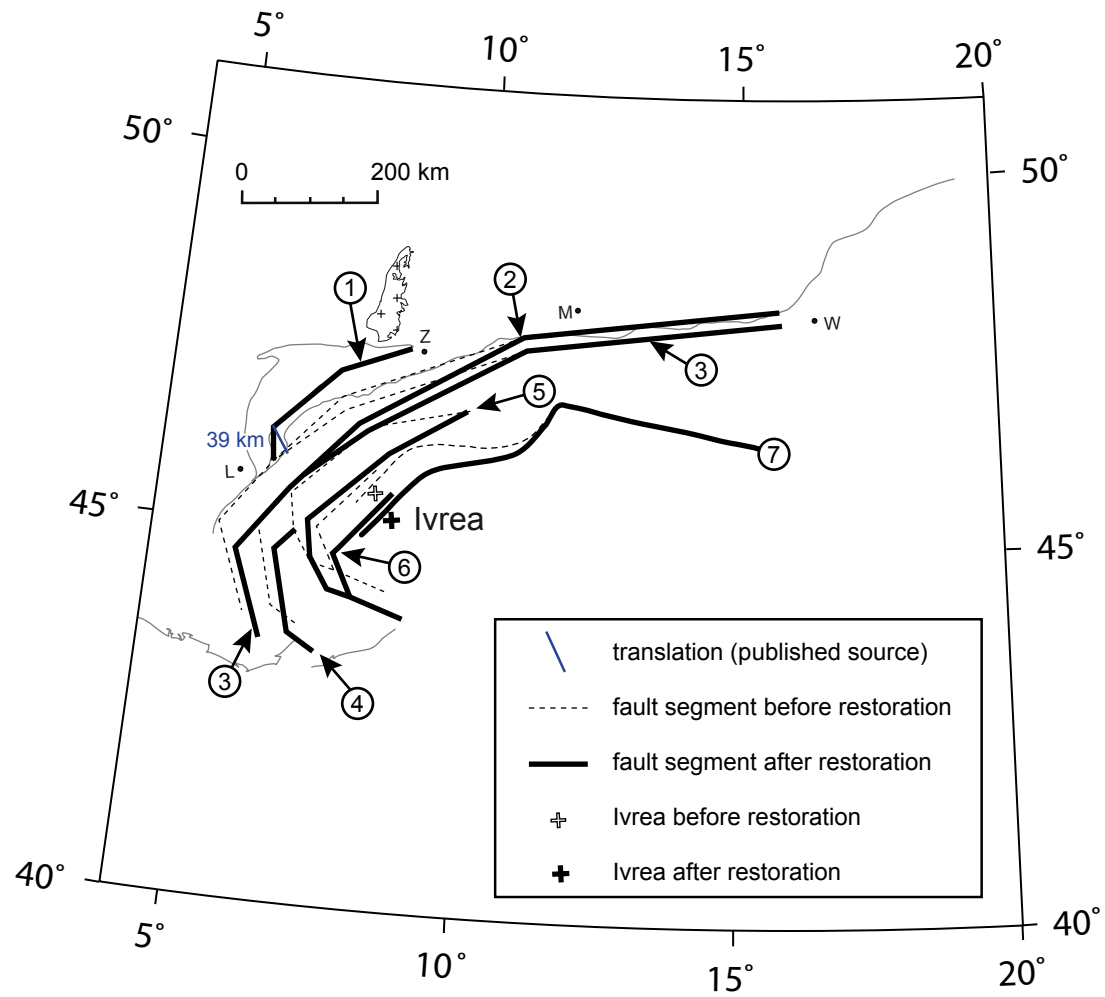 5°
10°
15°
20°
50°
50°
0 200 km
1
2
M
W
Z
3
5
39 km
L
7
45°
Ivrea
45°
6
3
4
translation (published source)
fault segment before restoration
fault segment after restoration
Ivrea before restoration
Ivrea after restoration
40°
40°
5°
10°
15°
20°